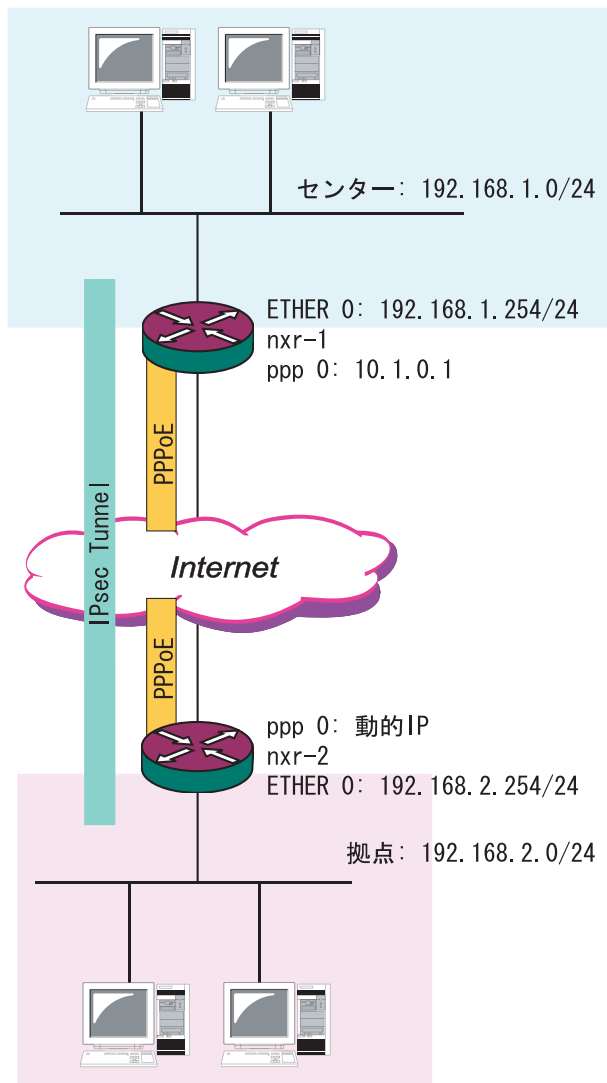 センター: 192.168.1.0/24
ETHER 0: 192.168.1.254/24
nxr-1
ppp 0: 10.1.0.1
PPPoE
IPsec Tunnel
Internet
PPPoE
ppp 0: 動的IP
nxr-2
ETHER 0: 192.168.2.254/24
拠点: 192.168.2.0/24